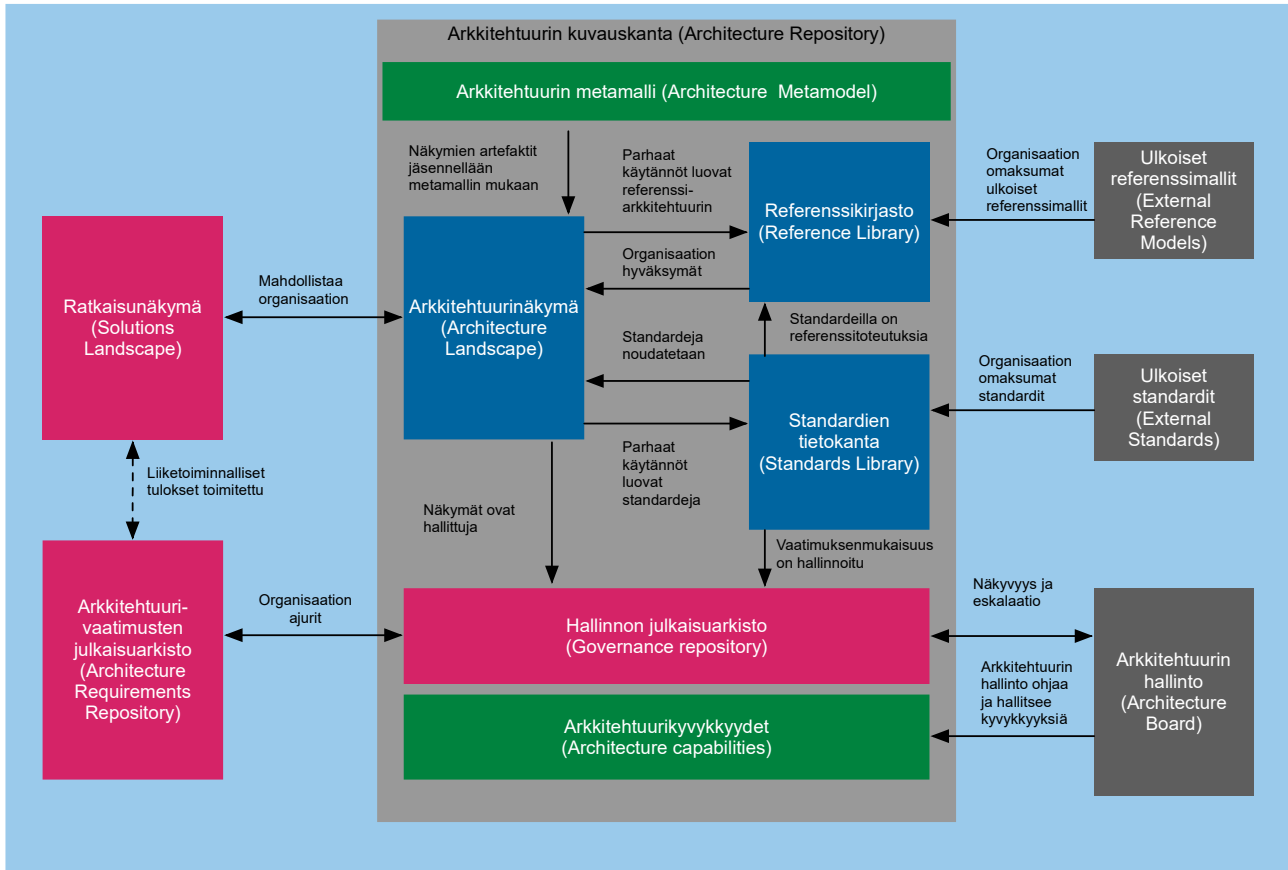 Arkkitehtuurin kuvauskanta (Architecture Repository)
Arkkitehtuurin metamalli (Architecture Metamodel)
Näkymien artefaktit
jäsennellään
metamallin mukaan
Parhaat
käytännöt luovat
referenssi-
arkkitehtuurin
Referenssikirjasto
(Reference Library)
Organisaation
omaksumat
ulkoiset
referenssimallit
Ulkoiset
referenssimallit
(External
Reference
Models)
Organisaation
hyväksymät
Ratkaisunäkymä
(Solutions
Landscape)
Mahdollistaa
organisaation
Arkkitehtuurinäkymä
(Architecture
Landscape)
Standardeja
noudatetaan
Standardeilla on
referenssitoteutuksia
Standardien
tietokanta
(Standards Library)
Organisaation
omaksumat
standardit
Ulkoiset
standardit
(External
Standards)
Parhaat
käytännöt
luovat
standardeja
Liiketoiminnalliset
tulokset toimitettu
Näkymät ovat
hallittuja
Vaatimuksenmukaisuus
on hallinnoitu
Arkkitehtuuri-
vaatimusten
julkaisuarkisto
(Architecture
Requirements
Repository)
Organisaation
ajurit
Hallinnon julkaisuarkisto
(Governance repository)
Näkyvyys ja
eskalaatio
Arkkitehtuurin
hallinto ohjaa
ja hallitsee
kyvykkyyksiä
Arkkitehtuurin
hallinto
(Architecture
Board)
Arkkitehtuurikyvykkyydet
(Architecture capabilities)